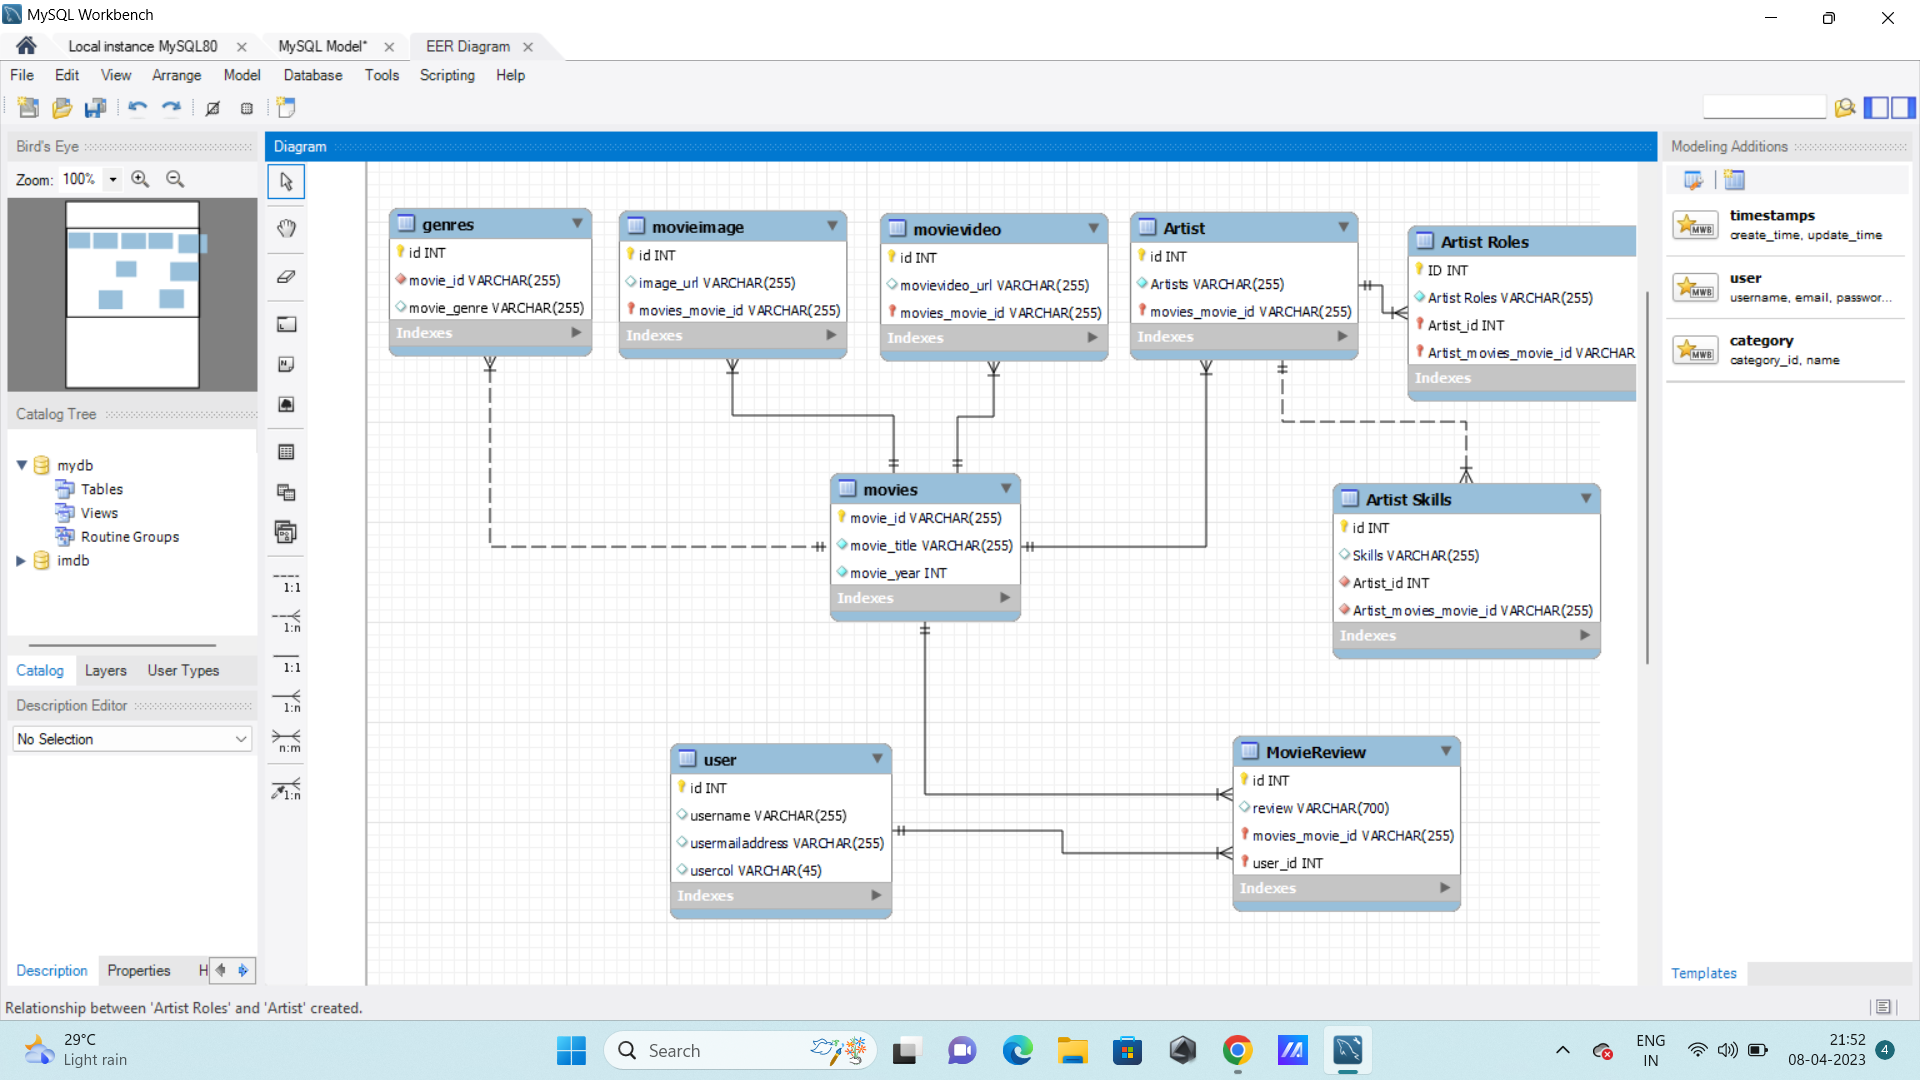 MySQL Workbench
Local instance MySQL80
MySQL Model*
EER Diagram
File Edit View Arrange Model Database Tools Scripting Help
Bird's Eye
Zoom: 100%
Catalog Tree
mydb
Tables
Views
Routine Groups
imdb
Catalog Layers User Types
Description Editor
No Selection
Description Properties H
1:1
1:n
1:1
1:n
n:m
1:n
Diagram
genres
id INT
movie_id VARCHAR(255)
movie_genre VARCHAR(255)
Indexes
movieimage
id INT
image_url VARCHAR(255)
movies_movie_id VARCHAR(255)
Indexes
movievideo
id INT
movievideo_url VARCHAR(255)
movies_movie_id VARCHAR(255)
Indexes
Artist
id INT
Artists VARCHAR(255)
movies_movie_id VARCHAR(255)
Indexes
Artist Roles
ID INT
Artist Roles VARCHAR(255)
Artist_id INT
Artist_movies_movie_id VARCHAR
Indexes
movies
movie_id VARCHAR(255)
movie_title VARCHAR(255)
movie_year INT
Indexes
Artist Skills
id INT
Skills VARCHAR(255)
Artist_id INT
Artist_movies_movie_id VARCHAR(255)
Indexes
user
id INT
username VARCHAR(255)
usermailaddress VARCHAR(255)
usercol VARCHAR(45)
Indexes
MovieReview
id INT
review VARCHAR(700)
movies_movie_id VARCHAR(255)
user_id INT
Indexes
Modeling Additions
MWB
timestamps
create_time, update_time
MWB
user
username, email, passwor...
MWB
category
category_id, name
Templates
Relationship between 'Artist Roles' and 'Artist' created.
29°C
Light rain
Search
ENG
IN
21:52
08-04-2023
4